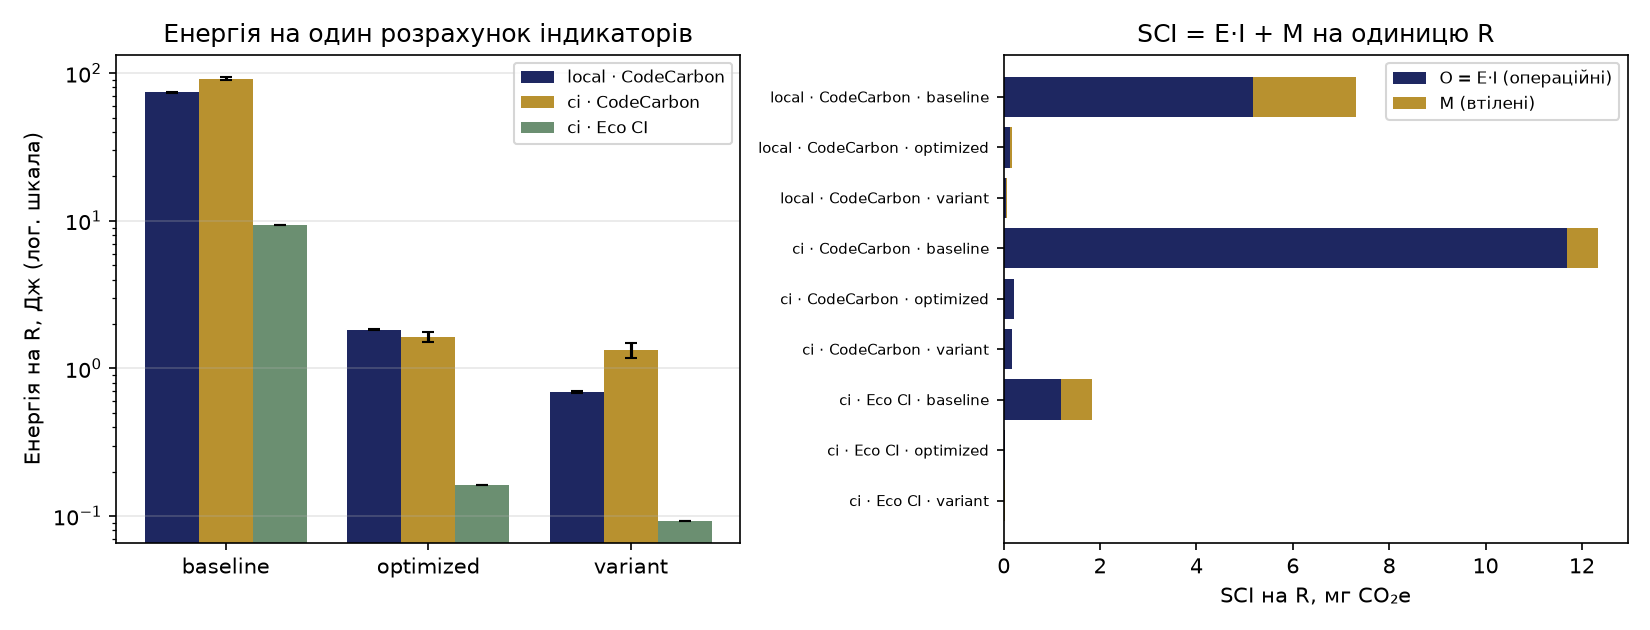 Енергія на один розрахунок індикаторів
local · CodeCarbon
ci · CodeCarbon
ci · Eco CI
Енергія на R, Дж (лог. шкала)
10²
10¹
10⁰
10⁻¹
baseline optimized variant
SCI = E·I + M на одиницю R
O = E·I (операційні)
M (втілені)
local · CodeCarbon · baseline
local · CodeCarbon · optimized
local · CodeCarbon · variant
ci · CodeCarbon · baseline
ci · CodeCarbon · optimized
ci · CodeCarbon · variant
ci · Eco CI · baseline
ci · Eco CI · optimized
ci · Eco CI · variant
0 2 4 6 8 10 12
SCI на R, мг CO₂e